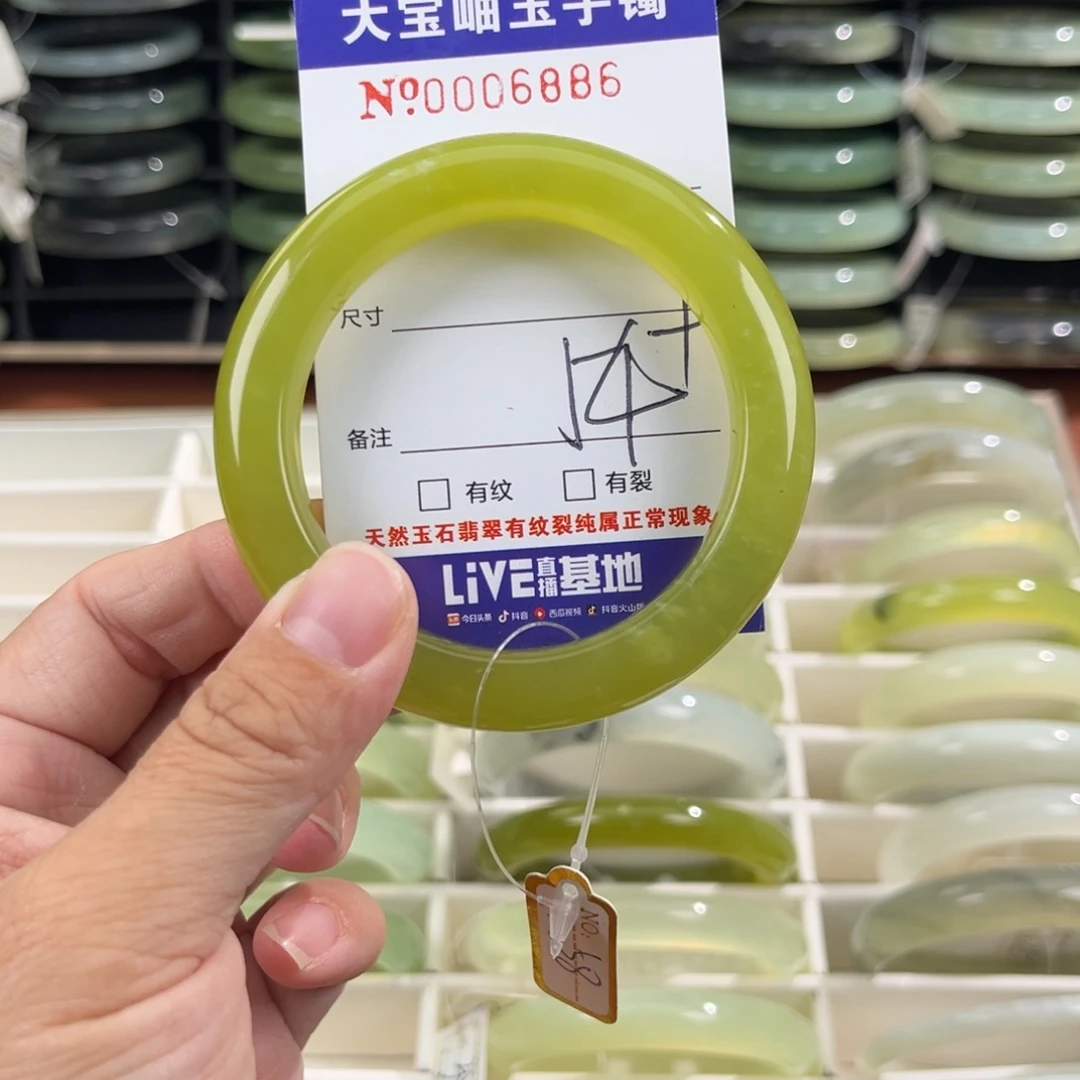 大宝岫玉手镯
Nº0006886
尺寸
备注
有纹 有裂
天然玉石翡翠有纹裂纯属正常现象
LiVE直播基地
今日头条 抖音 西瓜视频 抖音火山版
NO: 58